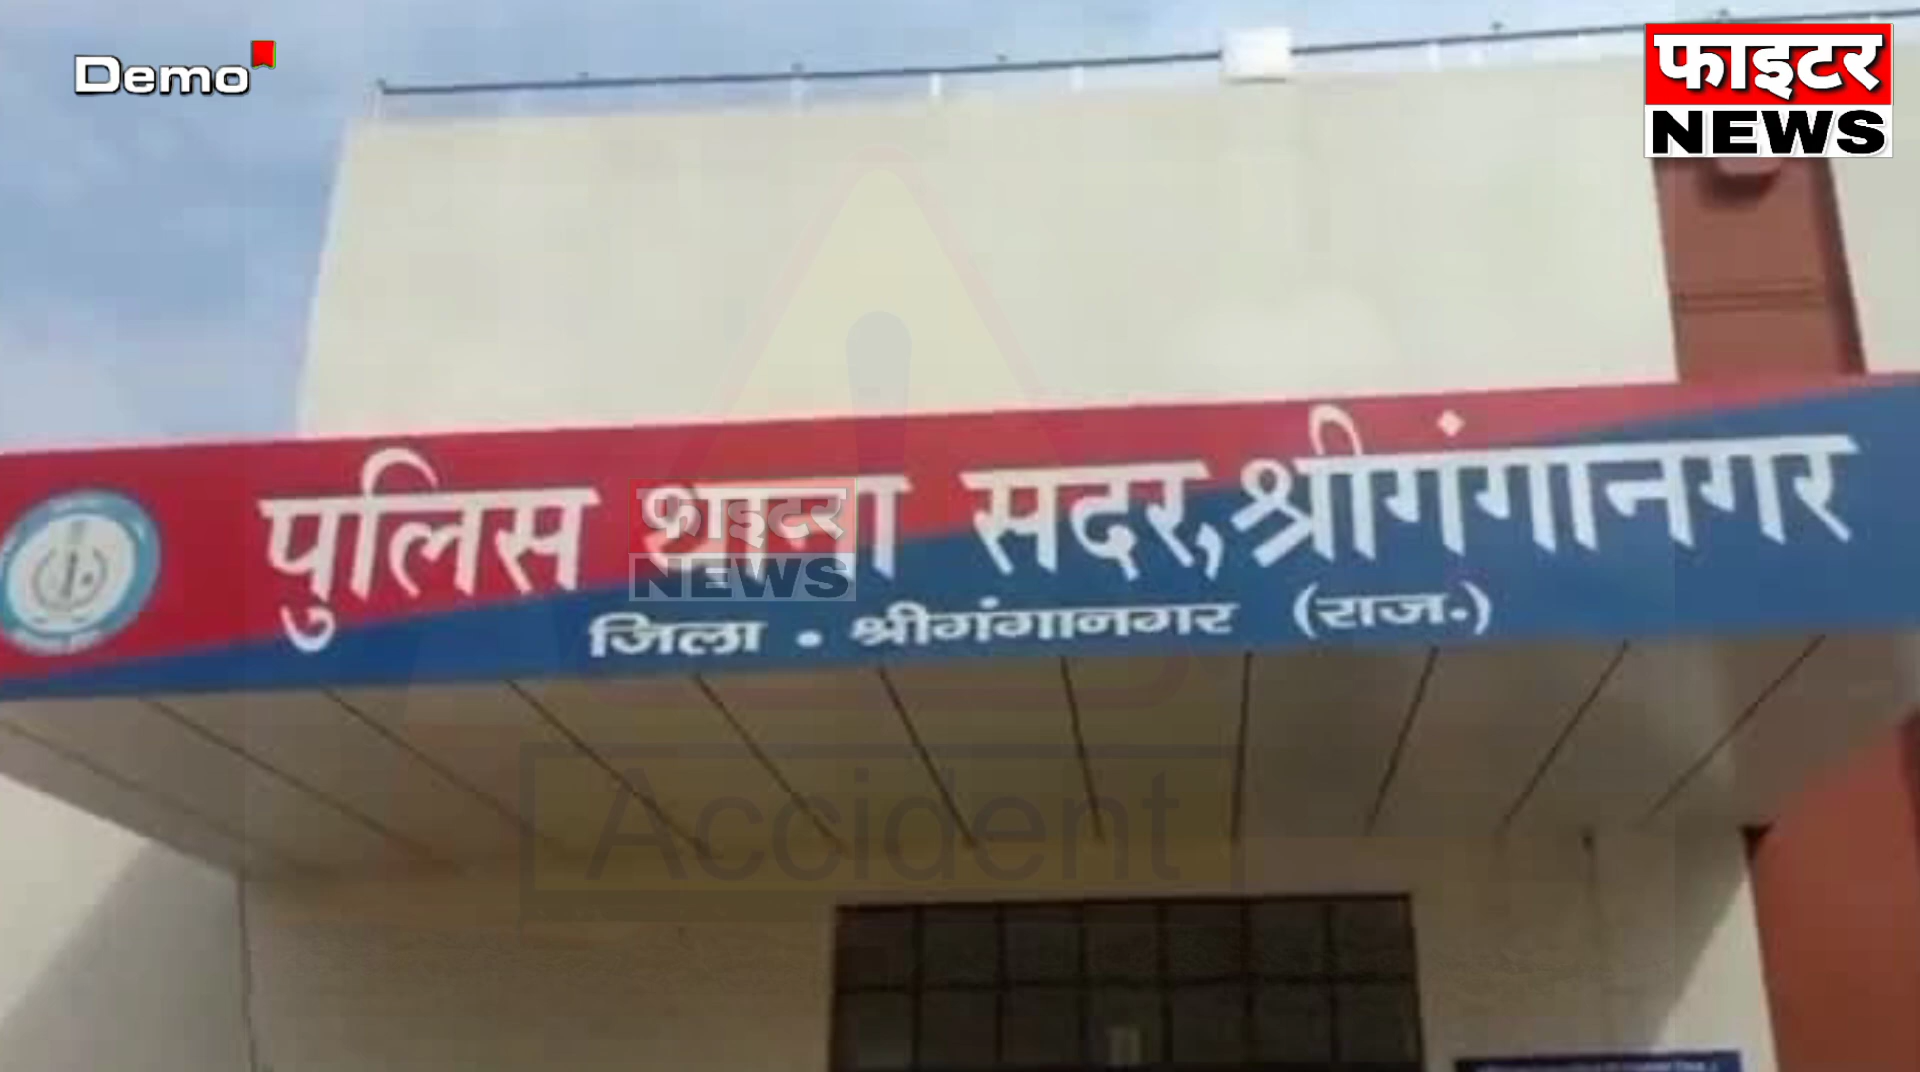 Demo
फाइटर
NEWS
पुलिस थाना सदर,श्रीगंगानगर
फाइटर
NEWS
जिला • श्रीगंगानगर (राज.)
Accident